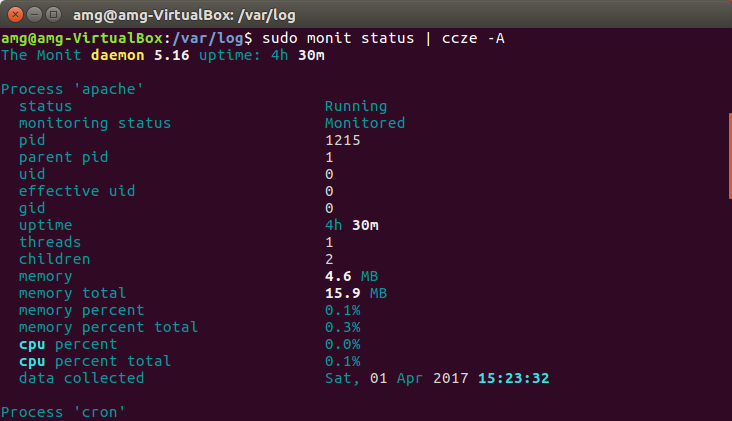 amg@amg-VirtualBox: /var/log
amg@amg-VirtualBox:/var/log$ sudo monit status | ccze -A
The Monit daemon 5.16 uptime: 4h 30m
Process 'apache'
status Running
monitoring status Monitored
pid 1215
parent pid 1
uid 0
effective uid 0
gid 0
uptime 4h 30m
threads 1
children 2
memory 4.6 MB
memory total 15.9 MB
memory percent 0.1%
memory percent total 0.3%
cpu percent 0.0%
cpu percent total 0.1%
data collected Sat, 01 Apr 2017 15:23:32
Process 'cron'